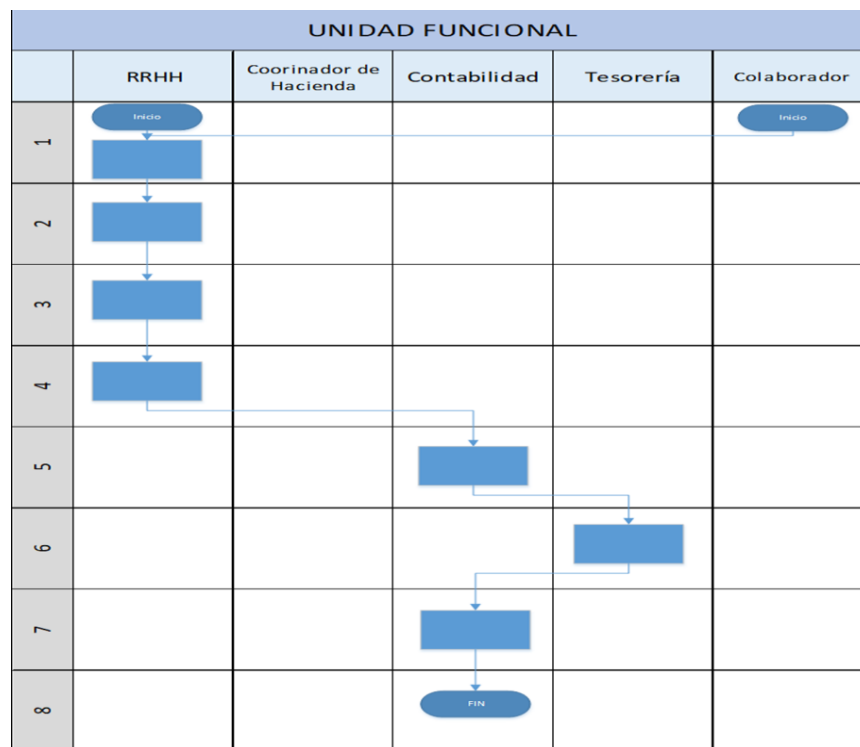 UNIDAD FUNCIONAL
RRHH
Coorinador de
Hacienda
Contabilidad
Tesorería
Colaborador
Inicio
Inicio
1
2
3
4
5
6
7
8
FIN